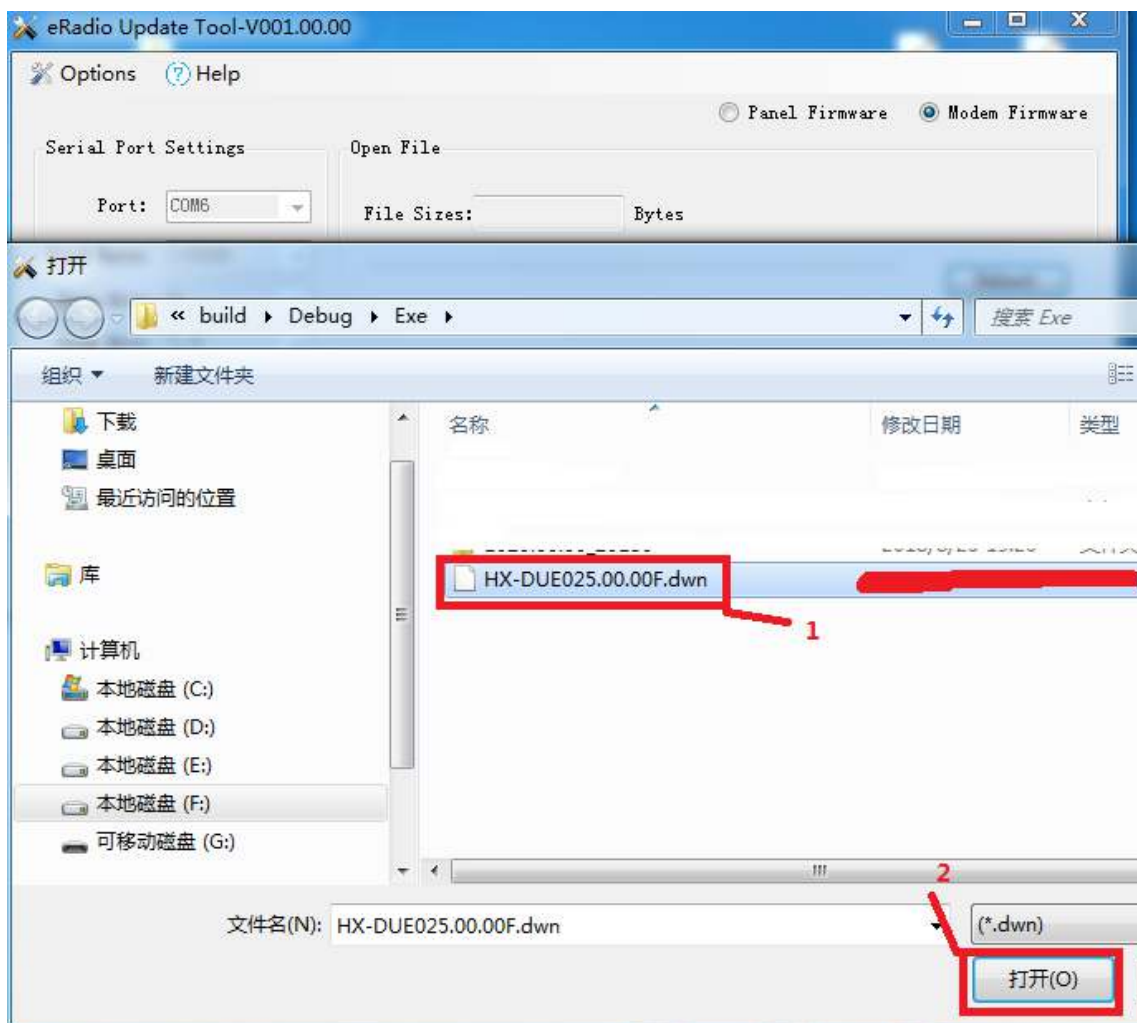 eRadio Update Tool-V001.00.00
Options Help
Panel Firmware Modem Firmware
Serial Port Settings Open File
Port: COM6 File Sizes: Bytes
打开
« build Debug Exe 搜索 Exe
组织 新建文件夹
下载 名称 修改日期 类型
桌面
最近访问的位置
库 HX-DUE025.00.00F.dwn
1
计算机
本地磁盘 (C:)
本地磁盘 (D:)
本地磁盘 (E:)
本地磁盘 (F:)
可移动磁盘 (G:)
2
文件名(N): HX-DUE025.00.00F.dwn (*.dwn)
打开(O)